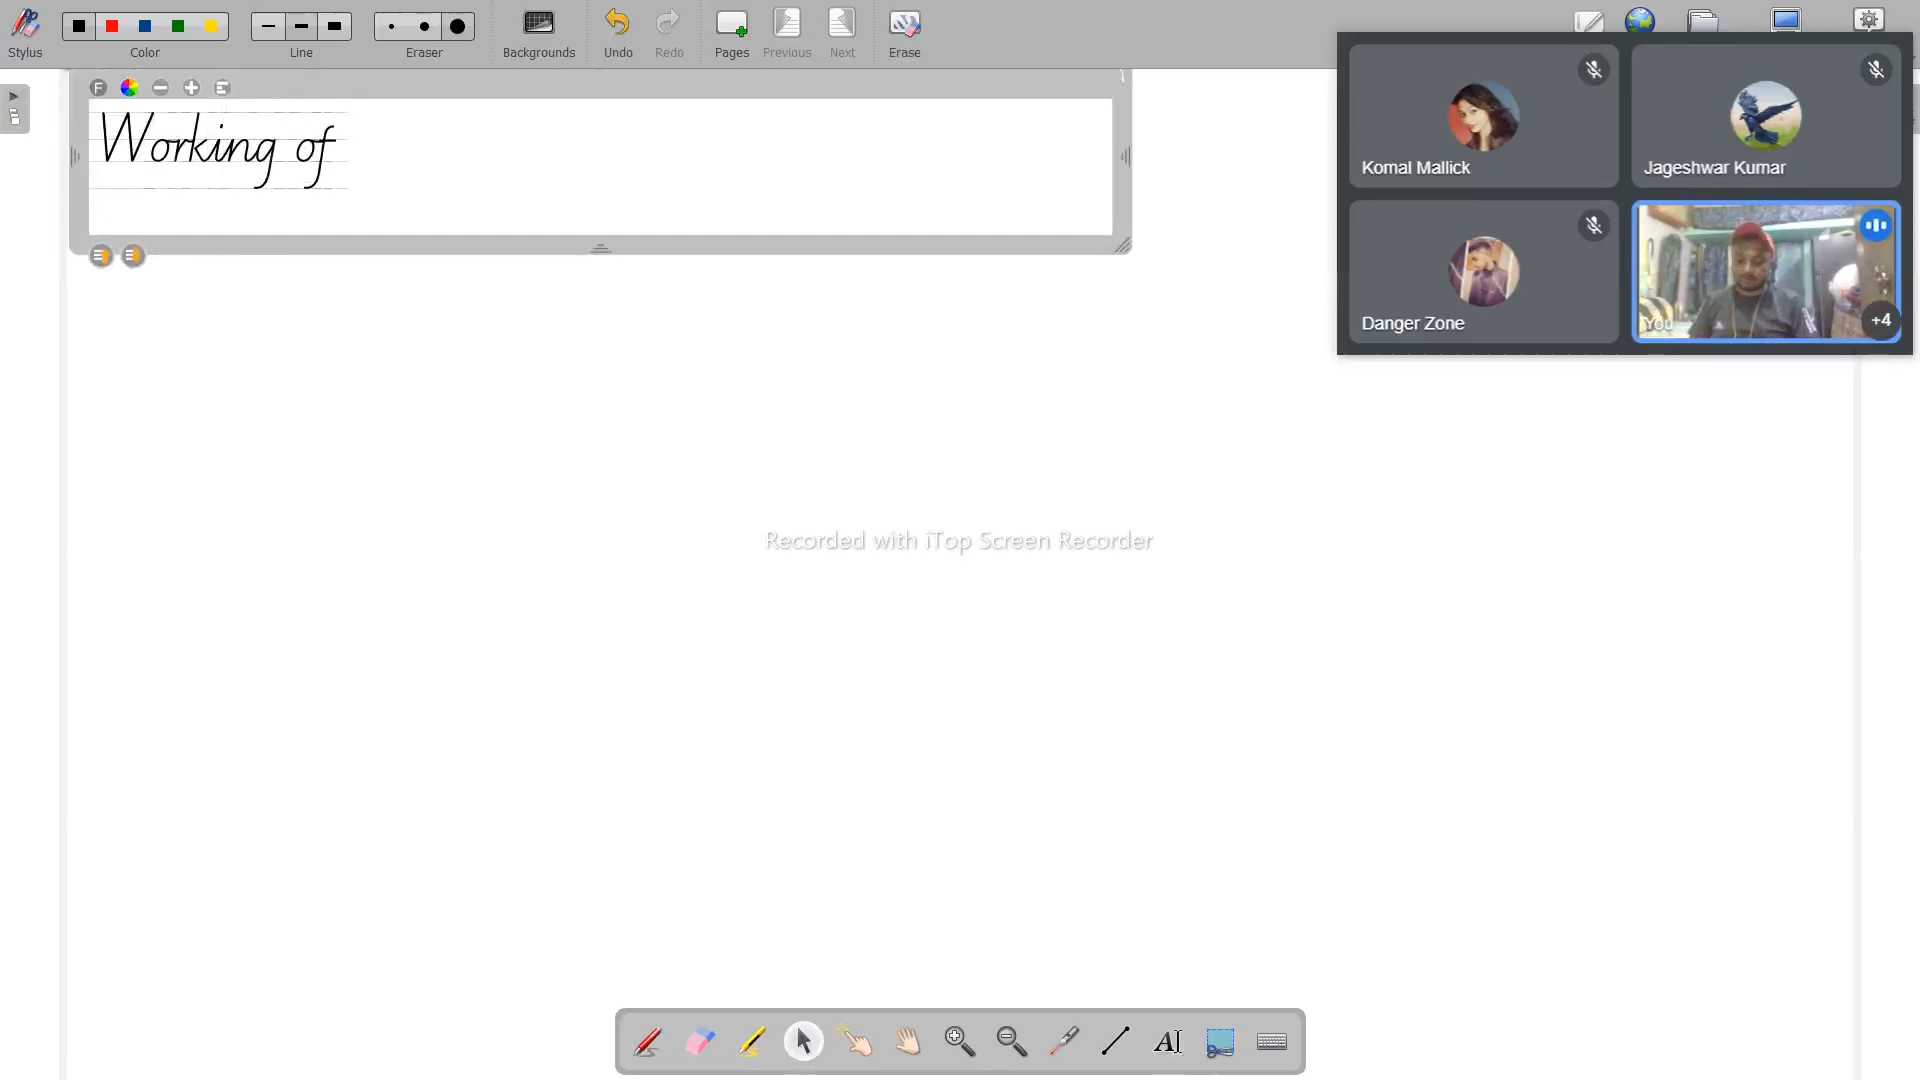 Stylus
Color
Line
Eraser
Backgrounds
Undo
Redo
Pages
Previous
Next
Erase
F
Working of
Komal Mallick
Jageshwar Kumar
Danger Zone
You
+4
Recorded with iTop Screen Recorder
AI